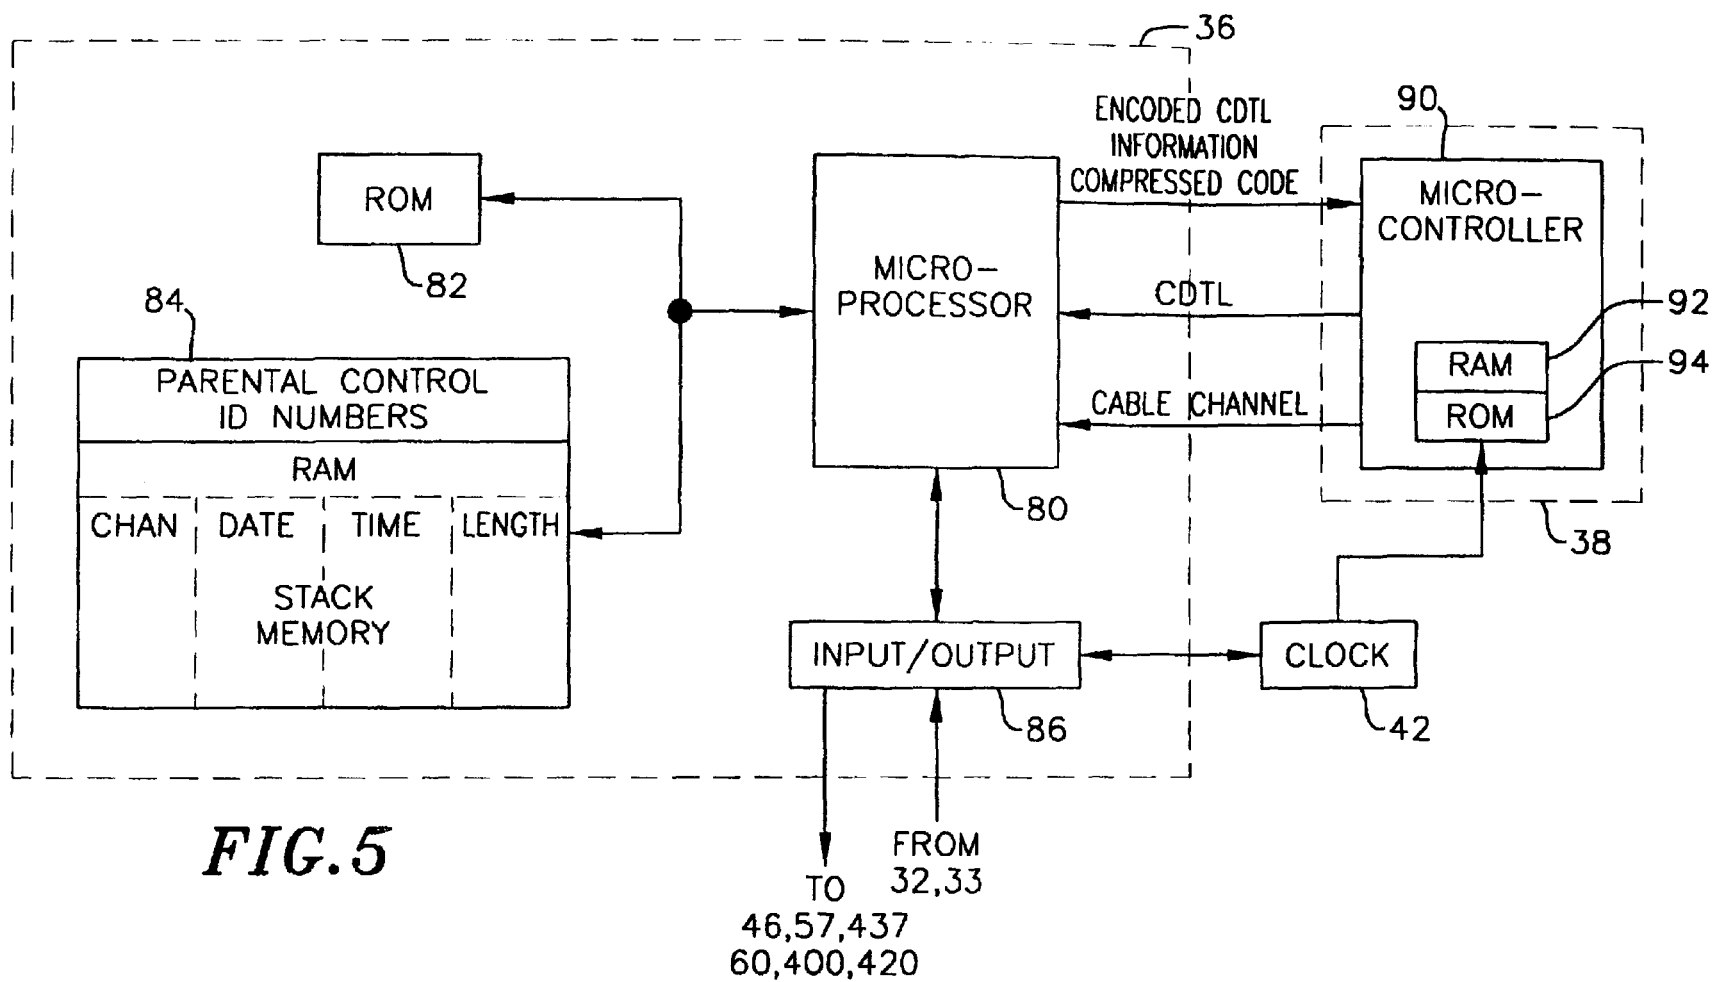 36
ENCODED CDTL
INFORMATION
COMPRESSED CODE
90
ROM
82
MICRO-
PROCESSOR
80
MICRO-
CONTROLLER
CDTL
CABLE CHANNEL
RAM
92
ROM
94
38
84
PARENTAL CONTROL
ID NUMBERS
RAM
CHAN DATE TIME LENGTH
STACK
MEMORY
INPUT/OUTPUT
86
CLOCK
42
FROM
32,33
TO
46,57,437
60,400,420
FIG.5